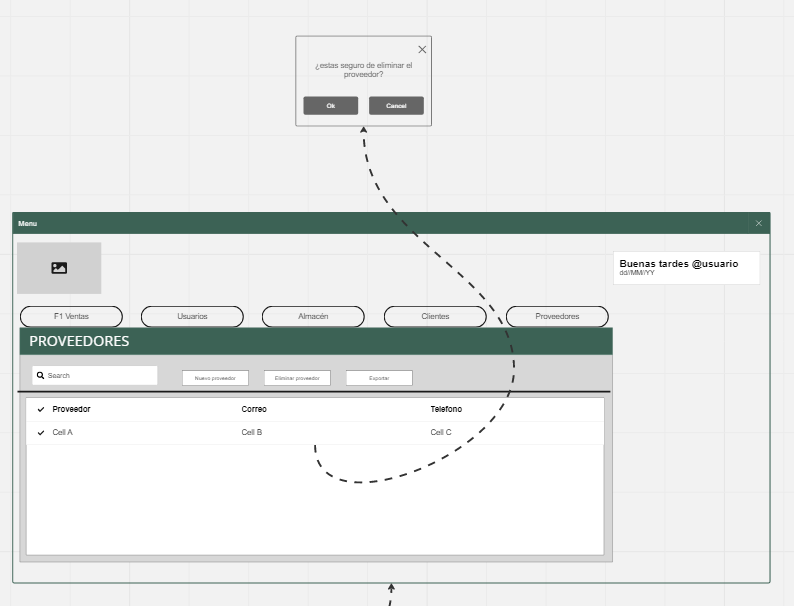 ¿estas seguro de eliminar el
proveedor?
Ok
Cancel
Menu
Buenas tardes @usuario
dd//MM//YY
F1 Ventas
Usuarios
Almacén
Clientes
Proveedores
PROVEEDORES
Search
Nuevo proveedor
Eliminar proveedor
Exportar
Proveedor Correo Telefono
Cell A Cell B Cell C